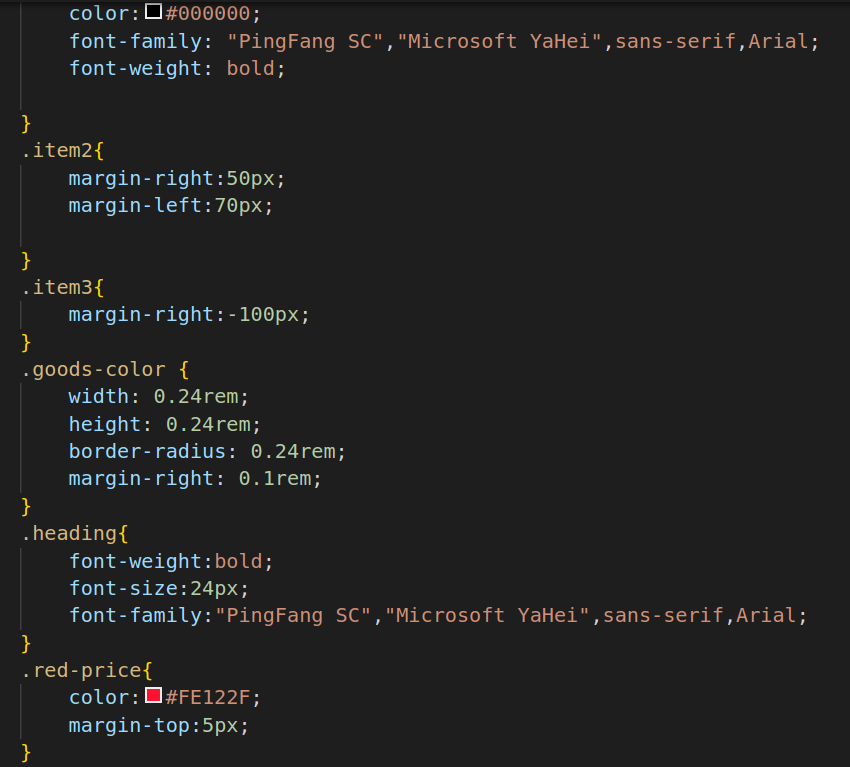 color:#000000;
font-family: "PingFang SC","Microsoft YaHei",sans-serif,Arial;
font-weight: bold;
}
.item2{
margin-right:50px;
margin-left:70px;
}
.item3{
margin-right:-100px;
}
.goods-color {
width: 0.24rem;
height: 0.24rem;
border-radius: 0.24rem;
margin-right: 0.1rem;
}
.heading{
font-weight:bold;
font-size:24px;
font-family:"PingFang SC","Microsoft YaHei",sans-serif,Arial;
}
.red-price{
color:#FE122F;
margin-top:5px;
}